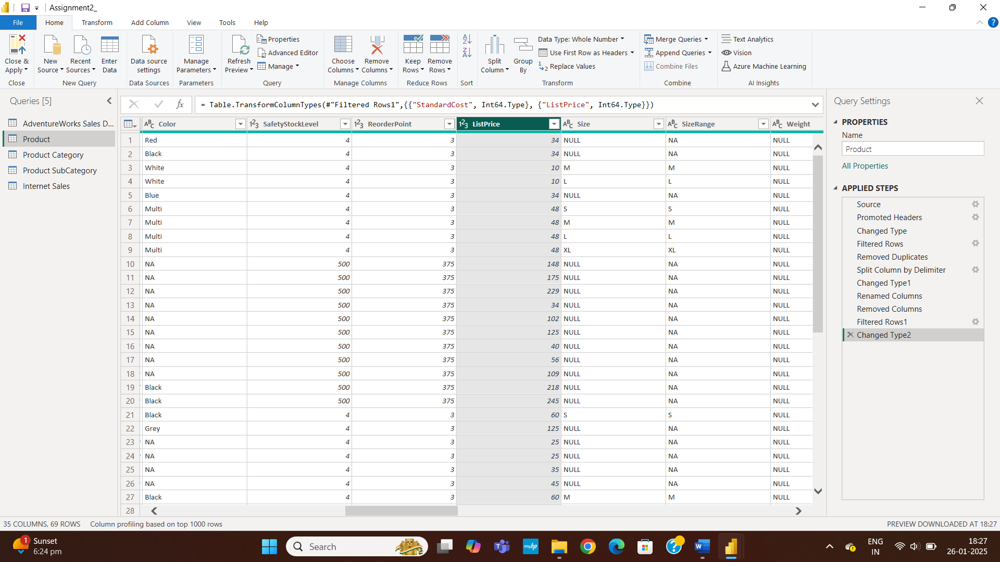 Assignment2_
File Home Transform Add Column View Tools Help
Close & Apply
Close
New Source
Recent Sources
Enter Data
New Query
Data source settings
Data Sources
Manage Parameters
Parameters
Refresh Preview
Properties
Advanced Editor
Manage
Query
Choose Columns
Remove Columns
Manage Columns
Keep Rows
Remove Rows
Reduce Rows
Sort
Split Column
Group By
Data Type: Whole Number
Use First Row as Headers
Replace Values
Transform
Merge Queries
Append Queries
Combine Files
Combine
Text Analytics
Vision
Azure Machine Learning
AI Insights
Queries [5]
AdventureWorks Sales D...
Product
Product Category
Product SubCategory
Internet Sales
= Table.TransformColumnTypes(#"Filtered Rows1",{{"StandardCost", Int64.Type}, {"ListPrice", Int64.Type}})
Color SafetyStockLevel ReorderPoint ListPrice Size SizeRange Weight
1 Red 4 3 34 NULL NA NULL
2 Black 4 3 34 NULL NA NULL
3 White 4 3 10 M M NULL
4 White 4 3 10 L L NULL
5 Blue 4 3 34 NULL NA NULL
6 Multi 4 3 48 S S NULL
7 Multi 4 3 48 M M NULL
8 Multi 4 3 48 L L NULL
9 Multi 4 3 48 XL XL NULL
10 NA 500 375 148 NULL NA NULL
11 NA 500 375 175 NULL NA NULL
12 NA 500 375 229 NULL NA NULL
13 NA 500 375 34 NULL NA NULL
14 NA 500 375 102 NULL NA NULL
15 NA 500 375 125 NULL NA NULL
16 NA 500 375 40 NULL NA NULL
17 NA 500 375 56 NULL NA NULL
18 NA 500 375 109 NULL NA NULL
19 Black 500 375 218 NULL NA NULL
20 Black 500 375 245 NULL NA NULL
21 Black 4 3 60 S S NULL
22 Grey 4 3 125 NULL NA NULL
23 NA 4 3 25 NULL NA NULL
24 NA 4 3 25 NULL NA NULL
25 NA 4 3 35 NULL NA NULL
26 NA 4 3 45 NULL NA NULL
27 Black 4 3 60 M M NULL
28
Query Settings
PROPERTIES
Name
Product
All Properties
APPLIED STEPS
Source
Promoted Headers
Changed Type
Filtered Rows
Removed Duplicates
Split Column by Delimiter
Changed Type1
Renamed Columns
Removed Columns
Filtered Rows1
Changed Type2
35 COLUMNS, 69 ROWS Column profiling based on top 1000 rows
PREVIEW DOWNLOADED AT 18:27
1
Sunset
6:24 pm
Search
myhp
ENG
IN
18:27
26-01-2025